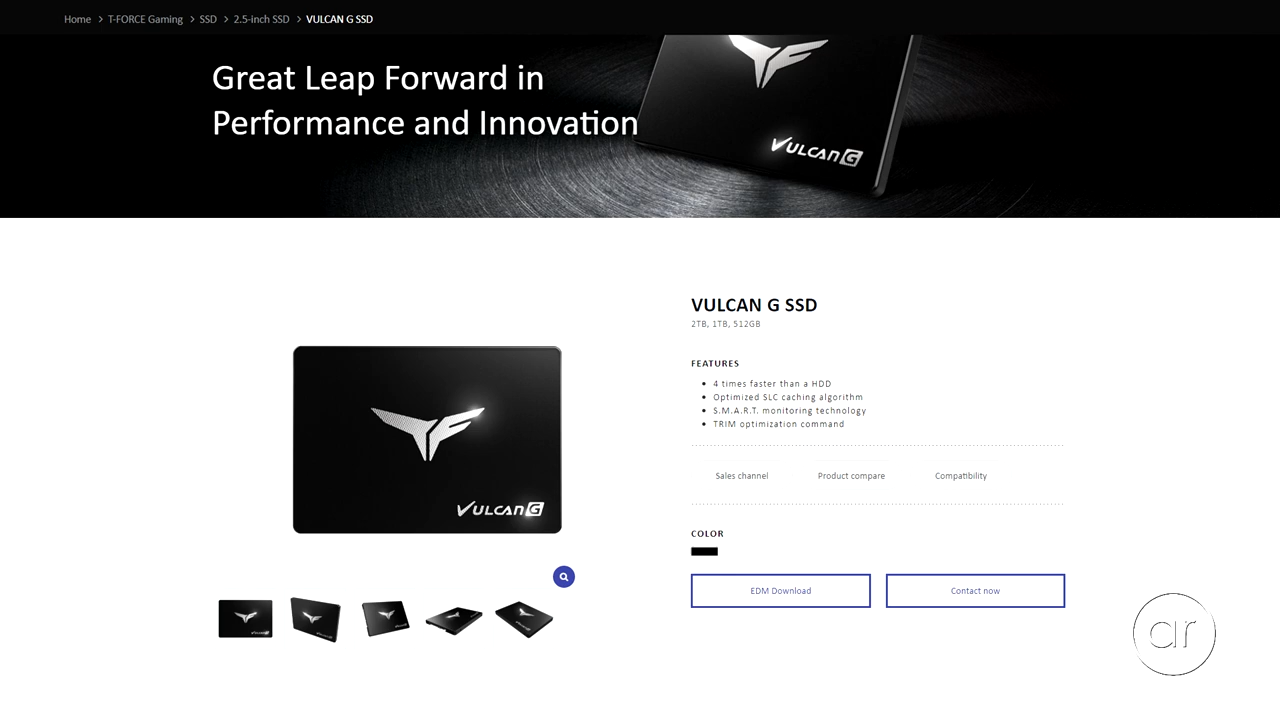 Home > T-FORCE Gaming > SSD > 2.5-inch SSD > VULCAN G SSD
Great Leap Forward in
Performance and Innovation
VULCAN G
VULCAN G SSD
2TB, 1TB, 512GB
FEATURES
• 4 times faster than a HDD
• Optimized SLC caching algorithm
• S.M.A.R.T. monitoring technology
• TRIM optimization command
Sales channel Product compare Compatibility
VULCAN G
COLOR
EDM Download Contact now
ar